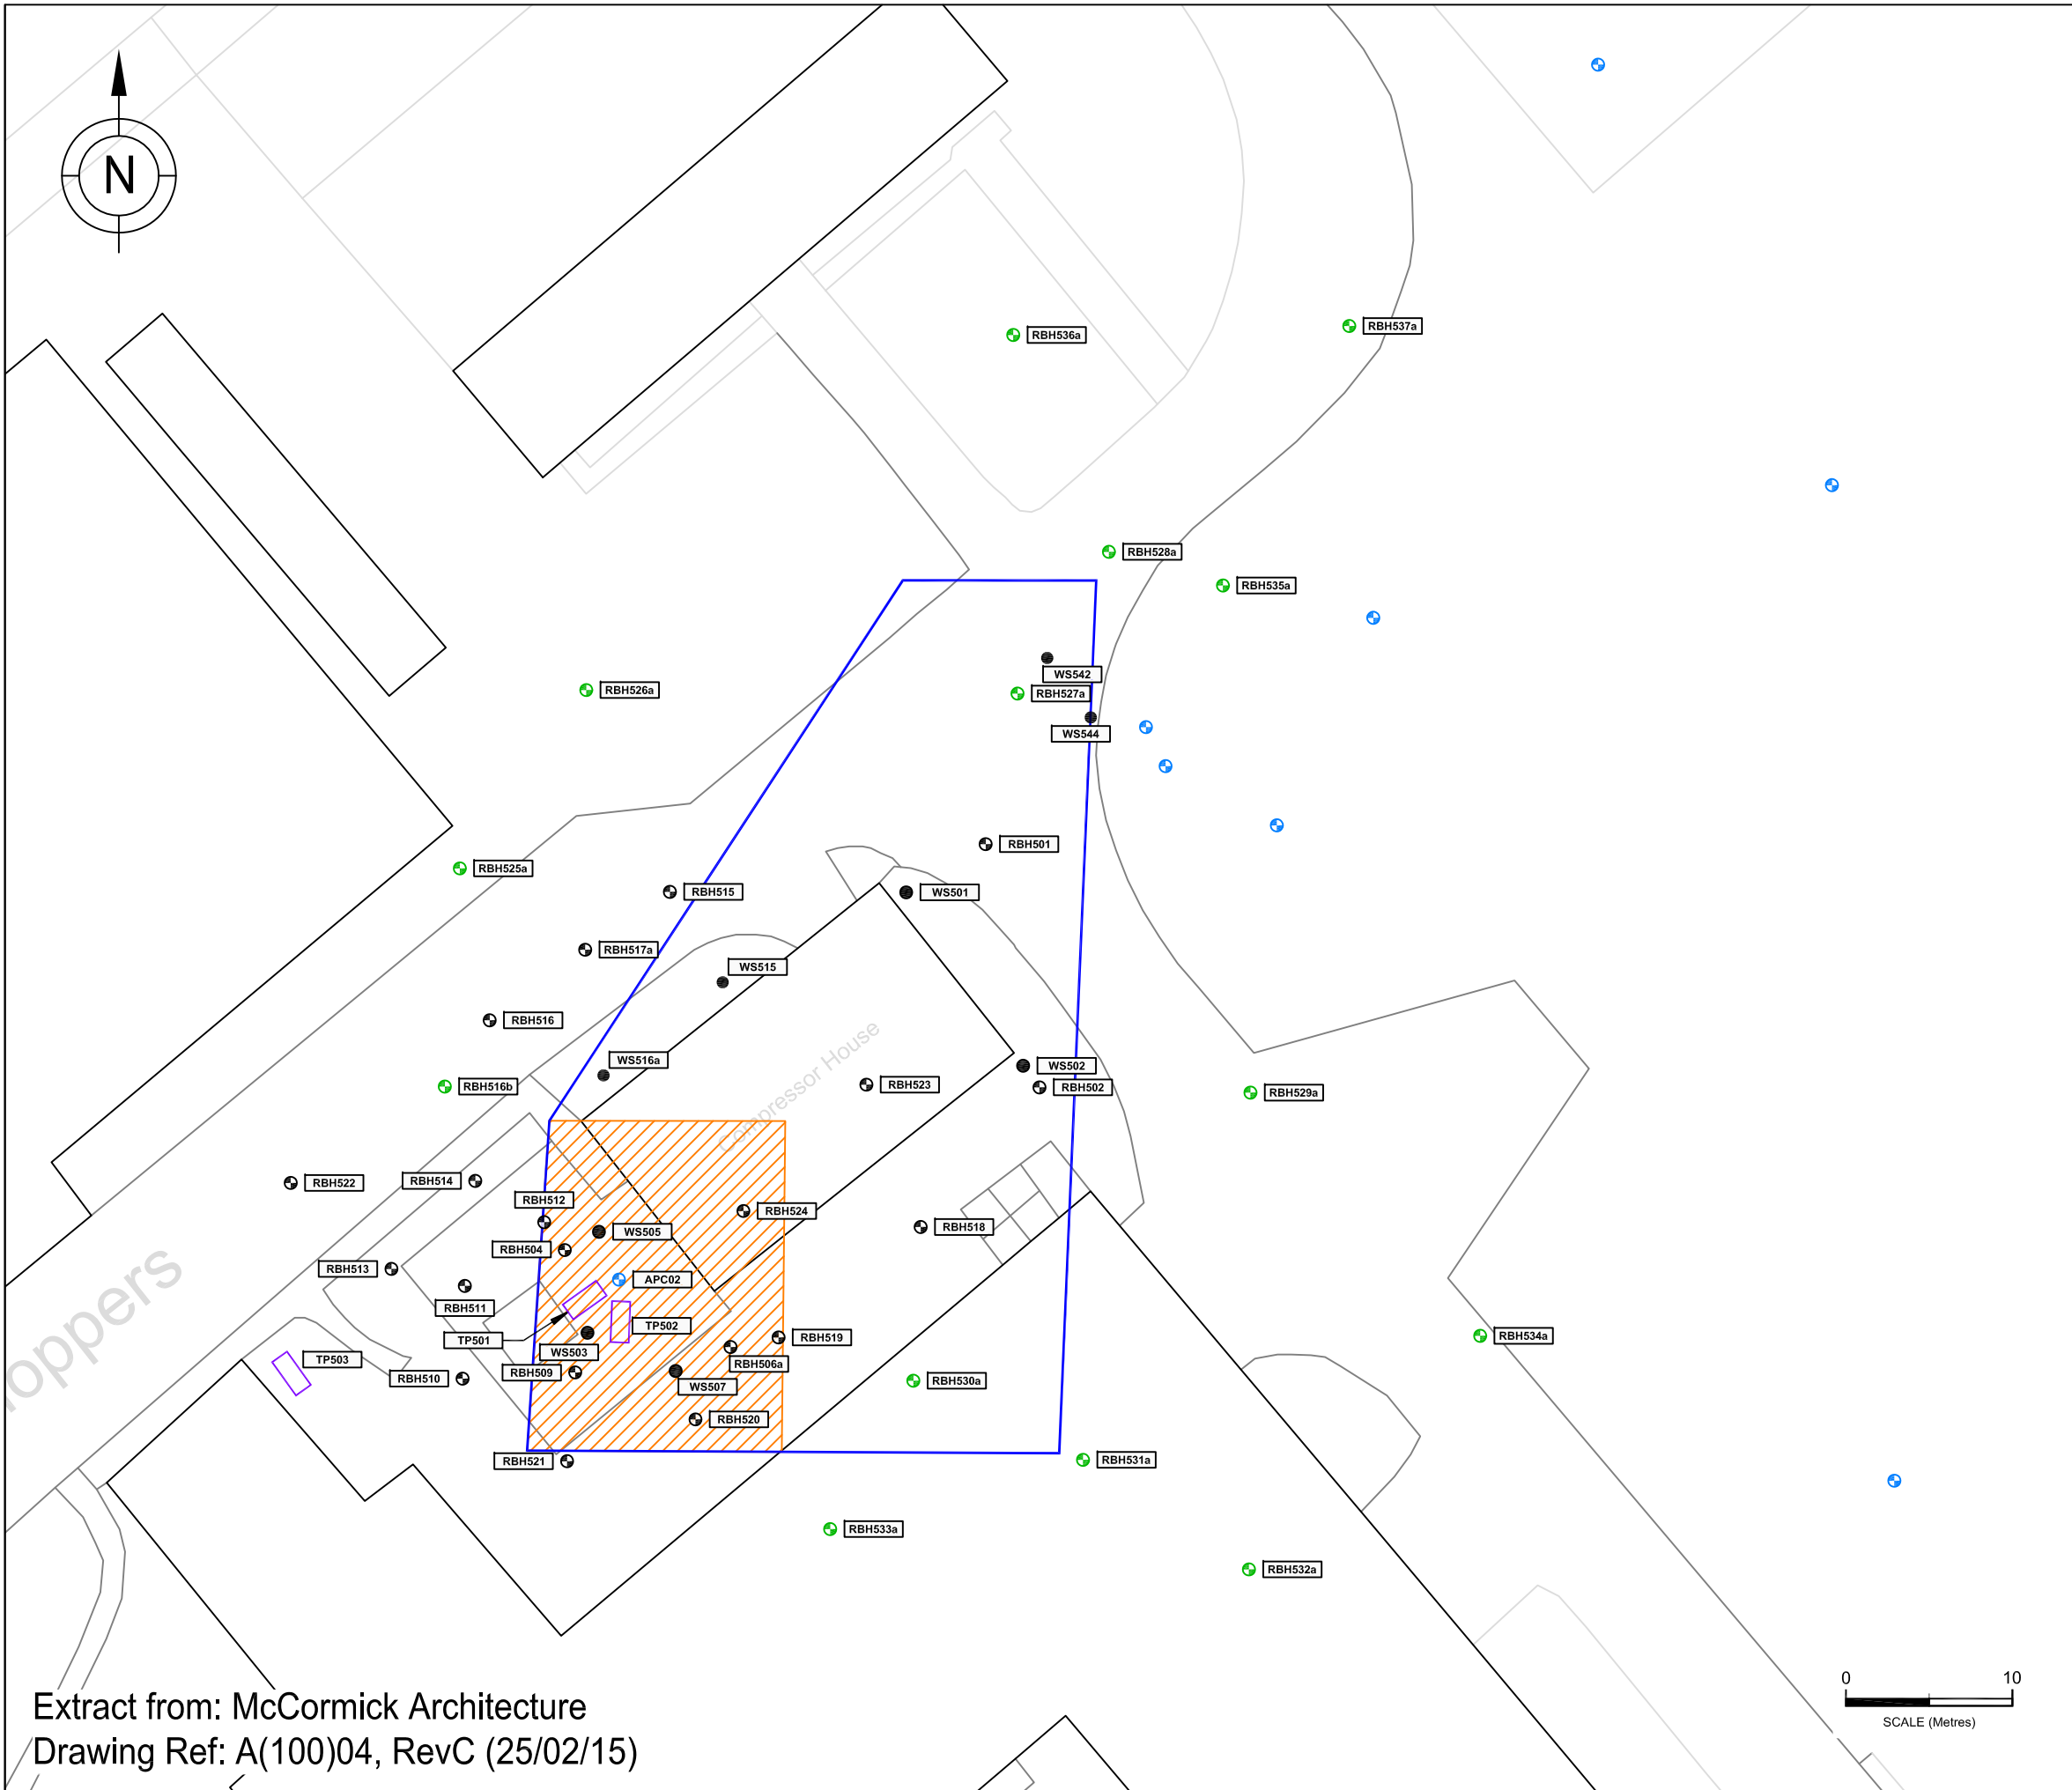 N
RBH537a
RBH536a
RBH528a
RBH535a
WS542
RBH526a
RBH527a
WS544
RBH501
RBH525a
RBH515
WS501
RBH517a
WS515
RBH516
Compressor House
WS516a
WS502
RBH516b
RBH523
RBH502
RBH529a
RBH522
RBH514
RBH512
RBH524
WS505
RBH518
RBH504
RBH513
APC02
RBH511
TP502
TP501
RBH519
RBH534a
WS503
TP503
RBH506a
RBH510
RBH509
RBH530a
WS507
RBH520
RBH521
RBH531a
oppers
RBH533a
RBH532a
0 10
SCALE (Metres)
Extract from: McCormick Architecture
Drawing Ref: A(100)04, RevC (25/02/15)